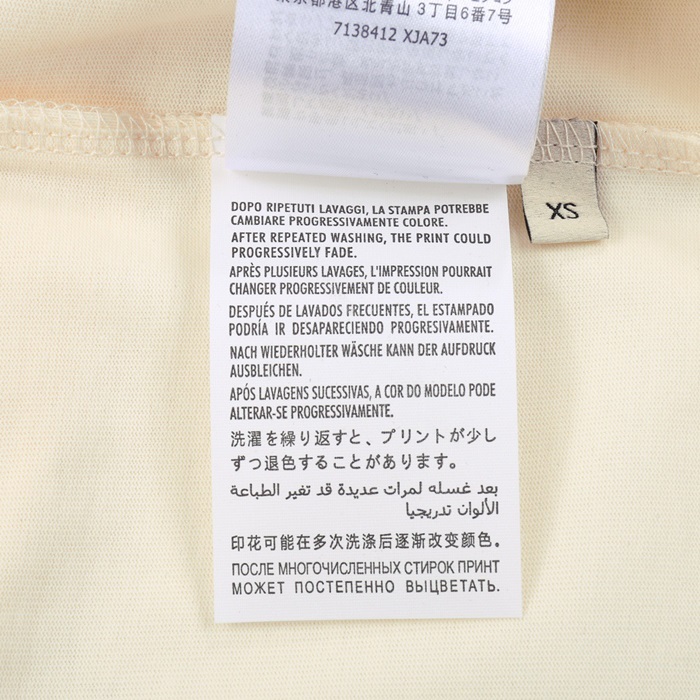 東京都港区北青山 3丁目6番7号
7138412 XJA73
XS
DOPO RIPETUTI LAVAGGI, LA STAMPA POTREBBE
CAMBIARE PROGRESSIVAMENTE COLORE.
AFTER REPEATED WASHING, THE PRINT COULD
PROGRESSIVELY FADE.
APRÈS PLUSIEURS LAVAGES, L'IMPRESSION POURRAIT
CHANGER PROGRESSIVEMENT DE COULEUR.
DESPUÉS DE LAVADOS FRECUENTES, EL ESTAMPADO
PODRÍA IR DESAPARECIENDO PROGRESIVAMENTE.
NACH WIEDERHOLTER WÄSCHE KANN DER AUFDRUCK
AUSBLEICHEN.
APÓS LAVAGENS SUCESSIVAS, A COR DO MODELO PODE
ALTERAR-SE PROGRESSIVAMENTE.
洗濯を繰り返すと、プリントが少し
ずつ退色することがあります。
بعد غسله لمرات عديدة قد تغير الطباعة
الألوان تدريجيا
印花可能在多次洗涤后逐渐改变颜色。
ПОСЛЕ МНОГОЧИСЛЕННЫХ СТИРОК ПРИНТ
МОЖЕТ ПОСТЕПЕННО ВЫЦВЕТАТЬ.